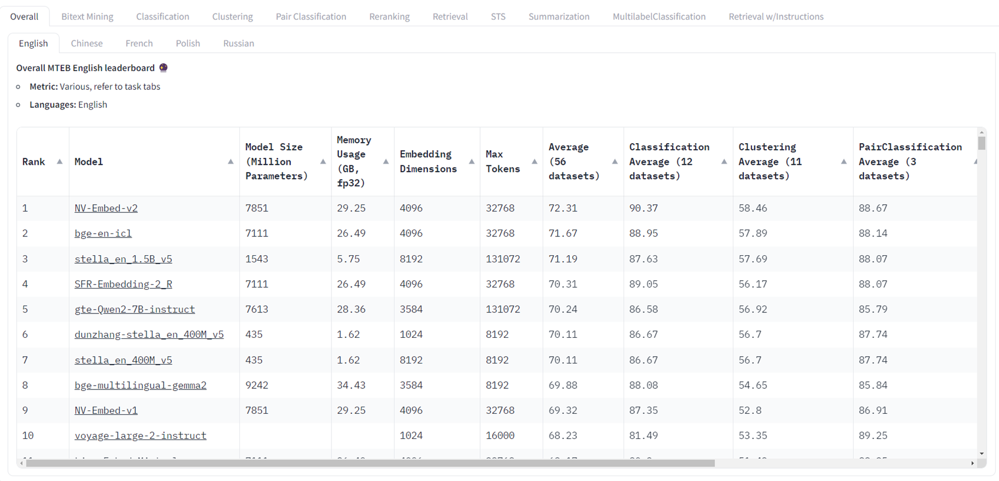 Overall Bitext Mining Classification Clustering Pair Classification Reranking Retrieval STS Summarization MultilabelClassification Retrieval w/Instructions
English Chinese French Polish Russian
Overall MTEB English leaderboard 🔮
Metric: Various, refer to task tabs
Languages: English
Rank Model Model Size (Million Parameters) Memory Usage (GB, fp32) Embedding Dimensions Max Tokens Average (56 datasets) Classification Average (12 datasets) Clustering Average (11 datasets) PairClassification Average (3 datasets)
1 NV-Embed-v2 7851 29.25 4096 32768 72.31 90.37 58.46 88.67
2 bge-en-icl 7111 26.49 4096 32768 71.67 88.95 57.89 88.14
3 stella_en_1.5B_v5 1543 5.75 8192 131072 71.19 87.63 57.69 88.07
4 SFR-Embedding-2_R 7111 26.49 4096 32768 70.31 89.05 56.17 88.07
5 gte-Qwen2-7B-instruct 7613 28.36 3584 131072 70.24 86.58 56.92 85.79
6 dunzhang-stella_en_400M_v5 435 1.62 1024 8192 70.11 86.67 56.7 87.74
7 stella_en_400M_v5 435 1.62 8192 8192 70.11 86.67 56.7 87.74
8 bge-multilingual-gemma2 9242 34.43 3584 8192 69.88 88.08 54.65 85.84
9 NV-Embed-v1 7851 29.25 4096 32768 69.32 87.35 52.8 86.91
10 voyage-large-2-instruct 1024 16000 68.23 81.49 53.35 89.25